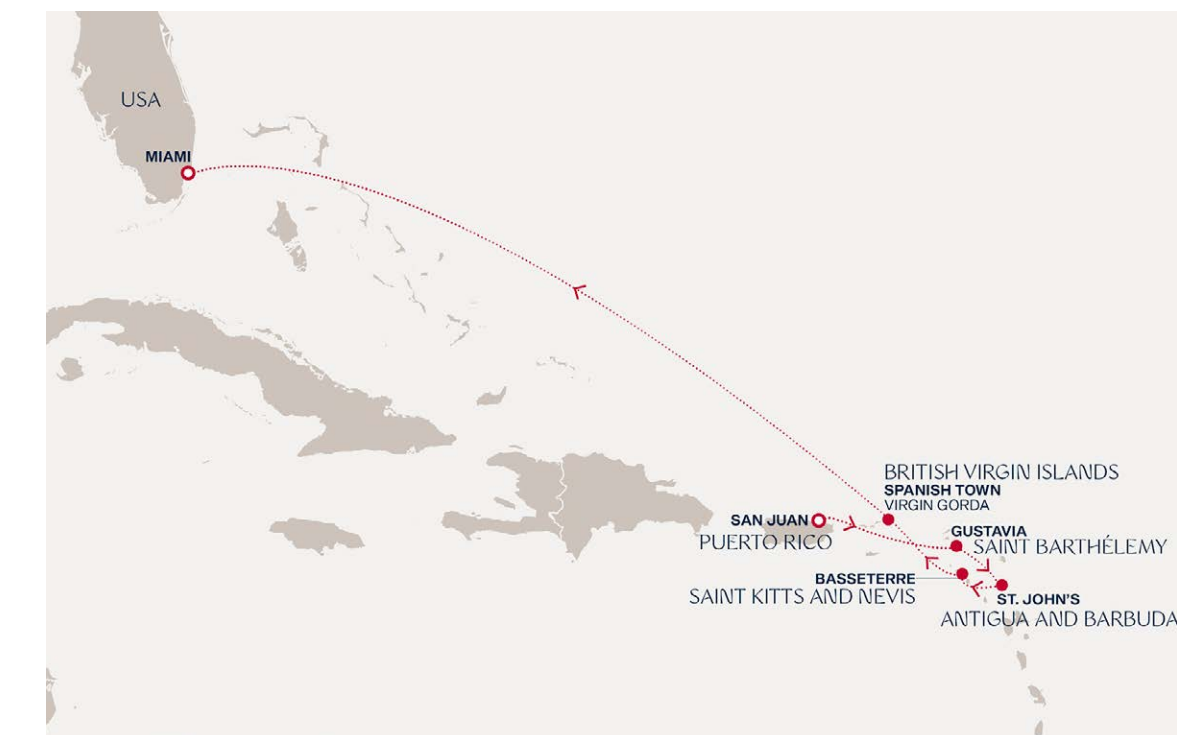 USA
MIAMI
BRITISH VIRGIN ISLANDS
SPANISH TOWN
VIRGIN GORDA
SAN JUAN
PUERTO RICO
GUSTAVIA
SAINT BARTHÉLEMY
BASSETERRE
SAINT KITTS AND NEVIS
ST. JOHN'S
ANTIGUA AND BARBUDA